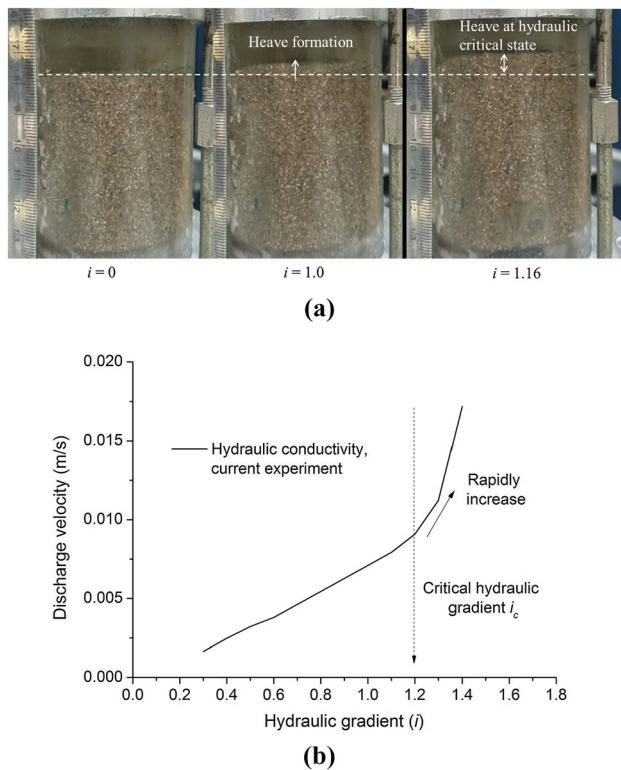 Heave formation
Heave at hydraulic
critical state
i = 0
i = 1.0
i = 1.16
(a)
0.020
0.015
0.010
0.005
0.000
Discharge velocity (m/s)
Hydraulic conductivity,
current experiment
Rapidly
increase
Critical hydraulic
gradient ic
0.0 0.2 0.4 0.6 0.8 1.0 1.2 1.4 1.6 1.8
Hydraulic gradient (i)
(b)